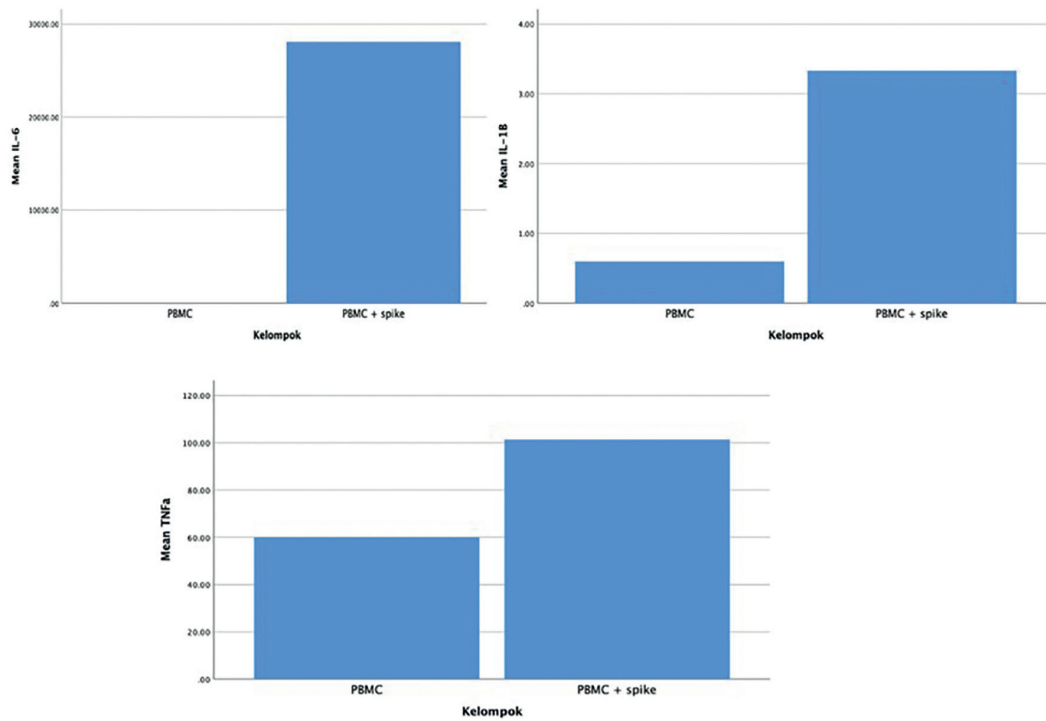 Mean IL-6
30000.00
20000.00
10000.00
.00
PBMC
PBMC + spike
Kelompok
Mean IL-1B
4.00
3.00
2.00
1.00
.00
PBMC
PBMC + spike
Kelompok
Mean TNFa
120.00
100.00
80.00
60.00
40.00
20.00
.00
PBMC
PBMC + spike
Kelompok